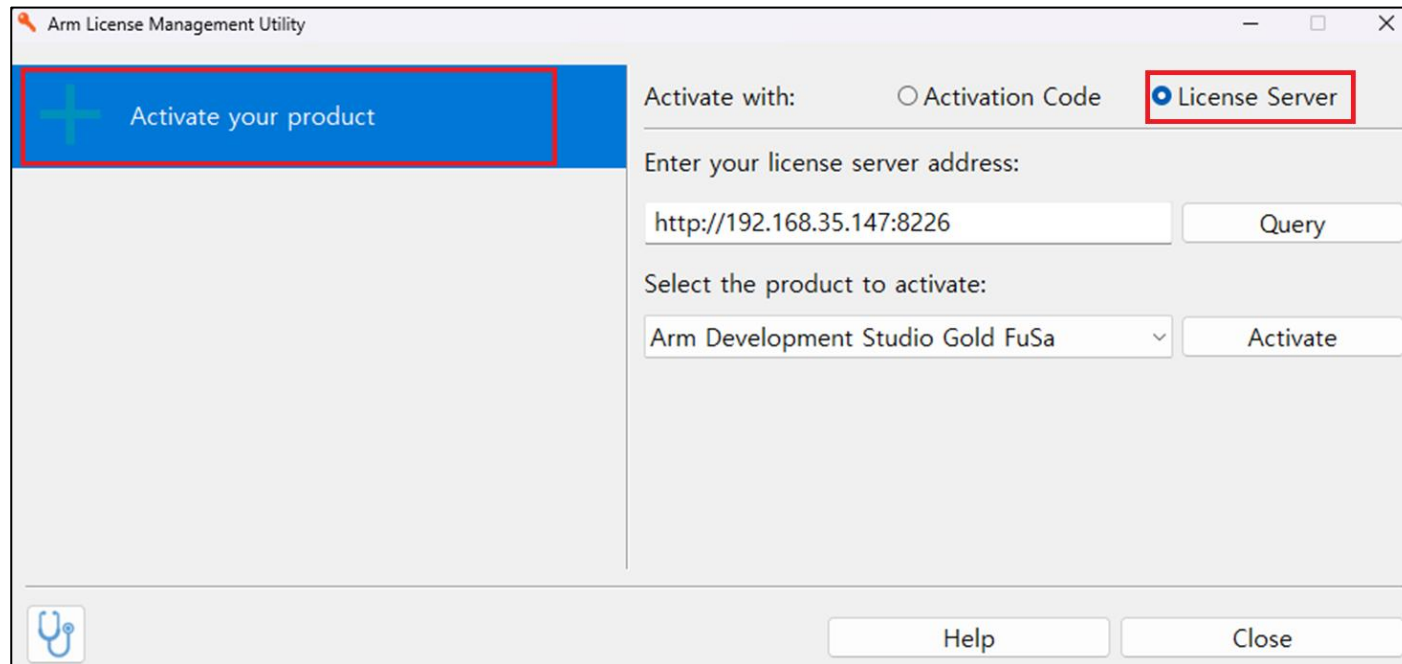 Arm License Management Utility
Activate your product
Activate with: Activation Code License Server
Enter your license server address:
http://192.168.35.147:8226 Query
Select the product to activate:
Arm Development Studio Gold FuSa Activate
Help Close